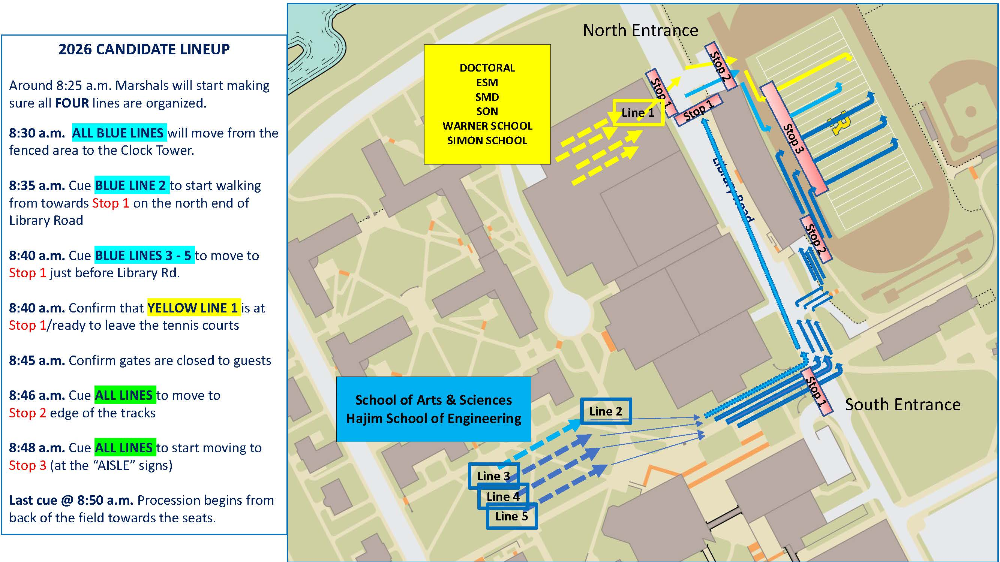 2026 CANDIDATE LINEUP
Around 8:25 a.m. Marshals will start making
sure all FOUR lines are organized.
8:30 a.m. ALL BLUE LINES will move from the
fenced area to the Clock Tower.
8:35 a.m. Cue BLUE LINE 2 to start walking
from towards Stop 1 on the north end of
Library Road
8:40 a.m. Cue BLUE LINES 3 - 5 to move to
Stop 1 just before Library Rd.
8:40 a.m. Confirm that YELLOW LINE 1 is at
Stop 1/ready to leave the tennis courts
8:45 a.m. Confirm gates are closed to guests
8:46 a.m. Cue ALL LINES to move to
Stop 2 edge of the tracks
8:48 a.m. Cue ALL LINES to start moving to
Stop 3 (at the “AISLE” signs)
Last cue @ 8:50 a.m. Procession begins from
back of the field towards the seats.
North Entrance
DOCTORAL
ESM
SMD
SON
WARNER SCHOOL
SIMON SCHOOL
Stop 2
Stop 1
Line 1
Stop 1
Stop 3
R
Library Road
Stop 2
Stop 1
South Entrance
School of Arts & Sciences
Hajim School of Engineering
Line 2
Line 3
Line 4
Line 5